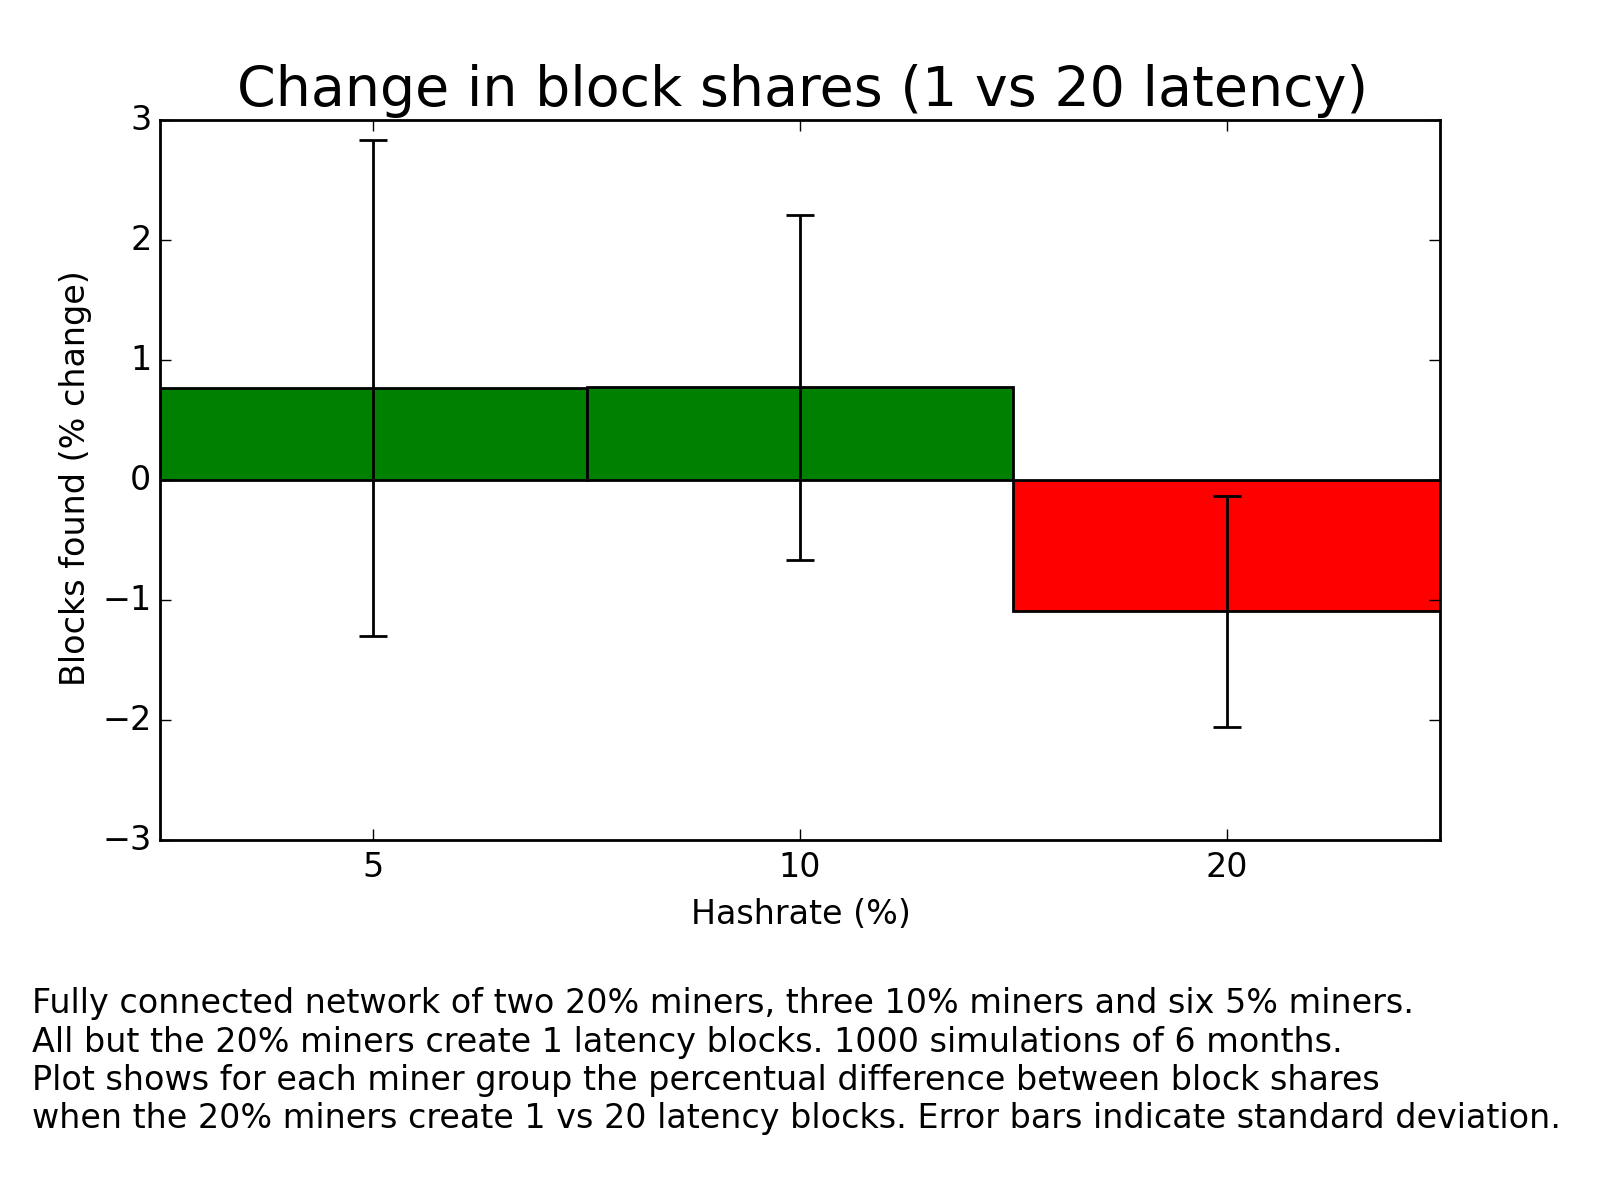 Change in block shares (1 vs 20 latency)
3
2
1
0
−1
−2
−3
Blocks found (% change)
5 10 20
Hashrate (%)
Fully connected network of two 20% miners, three 10% miners and six 5% miners.
All but the 20% miners create 1 latency blocks. 1000 simulations of 6 months.
Plot shows for each miner group the percentual difference between block shares
when the 20% miners create 1 vs 20 latency blocks. Error bars indicate standard deviation.